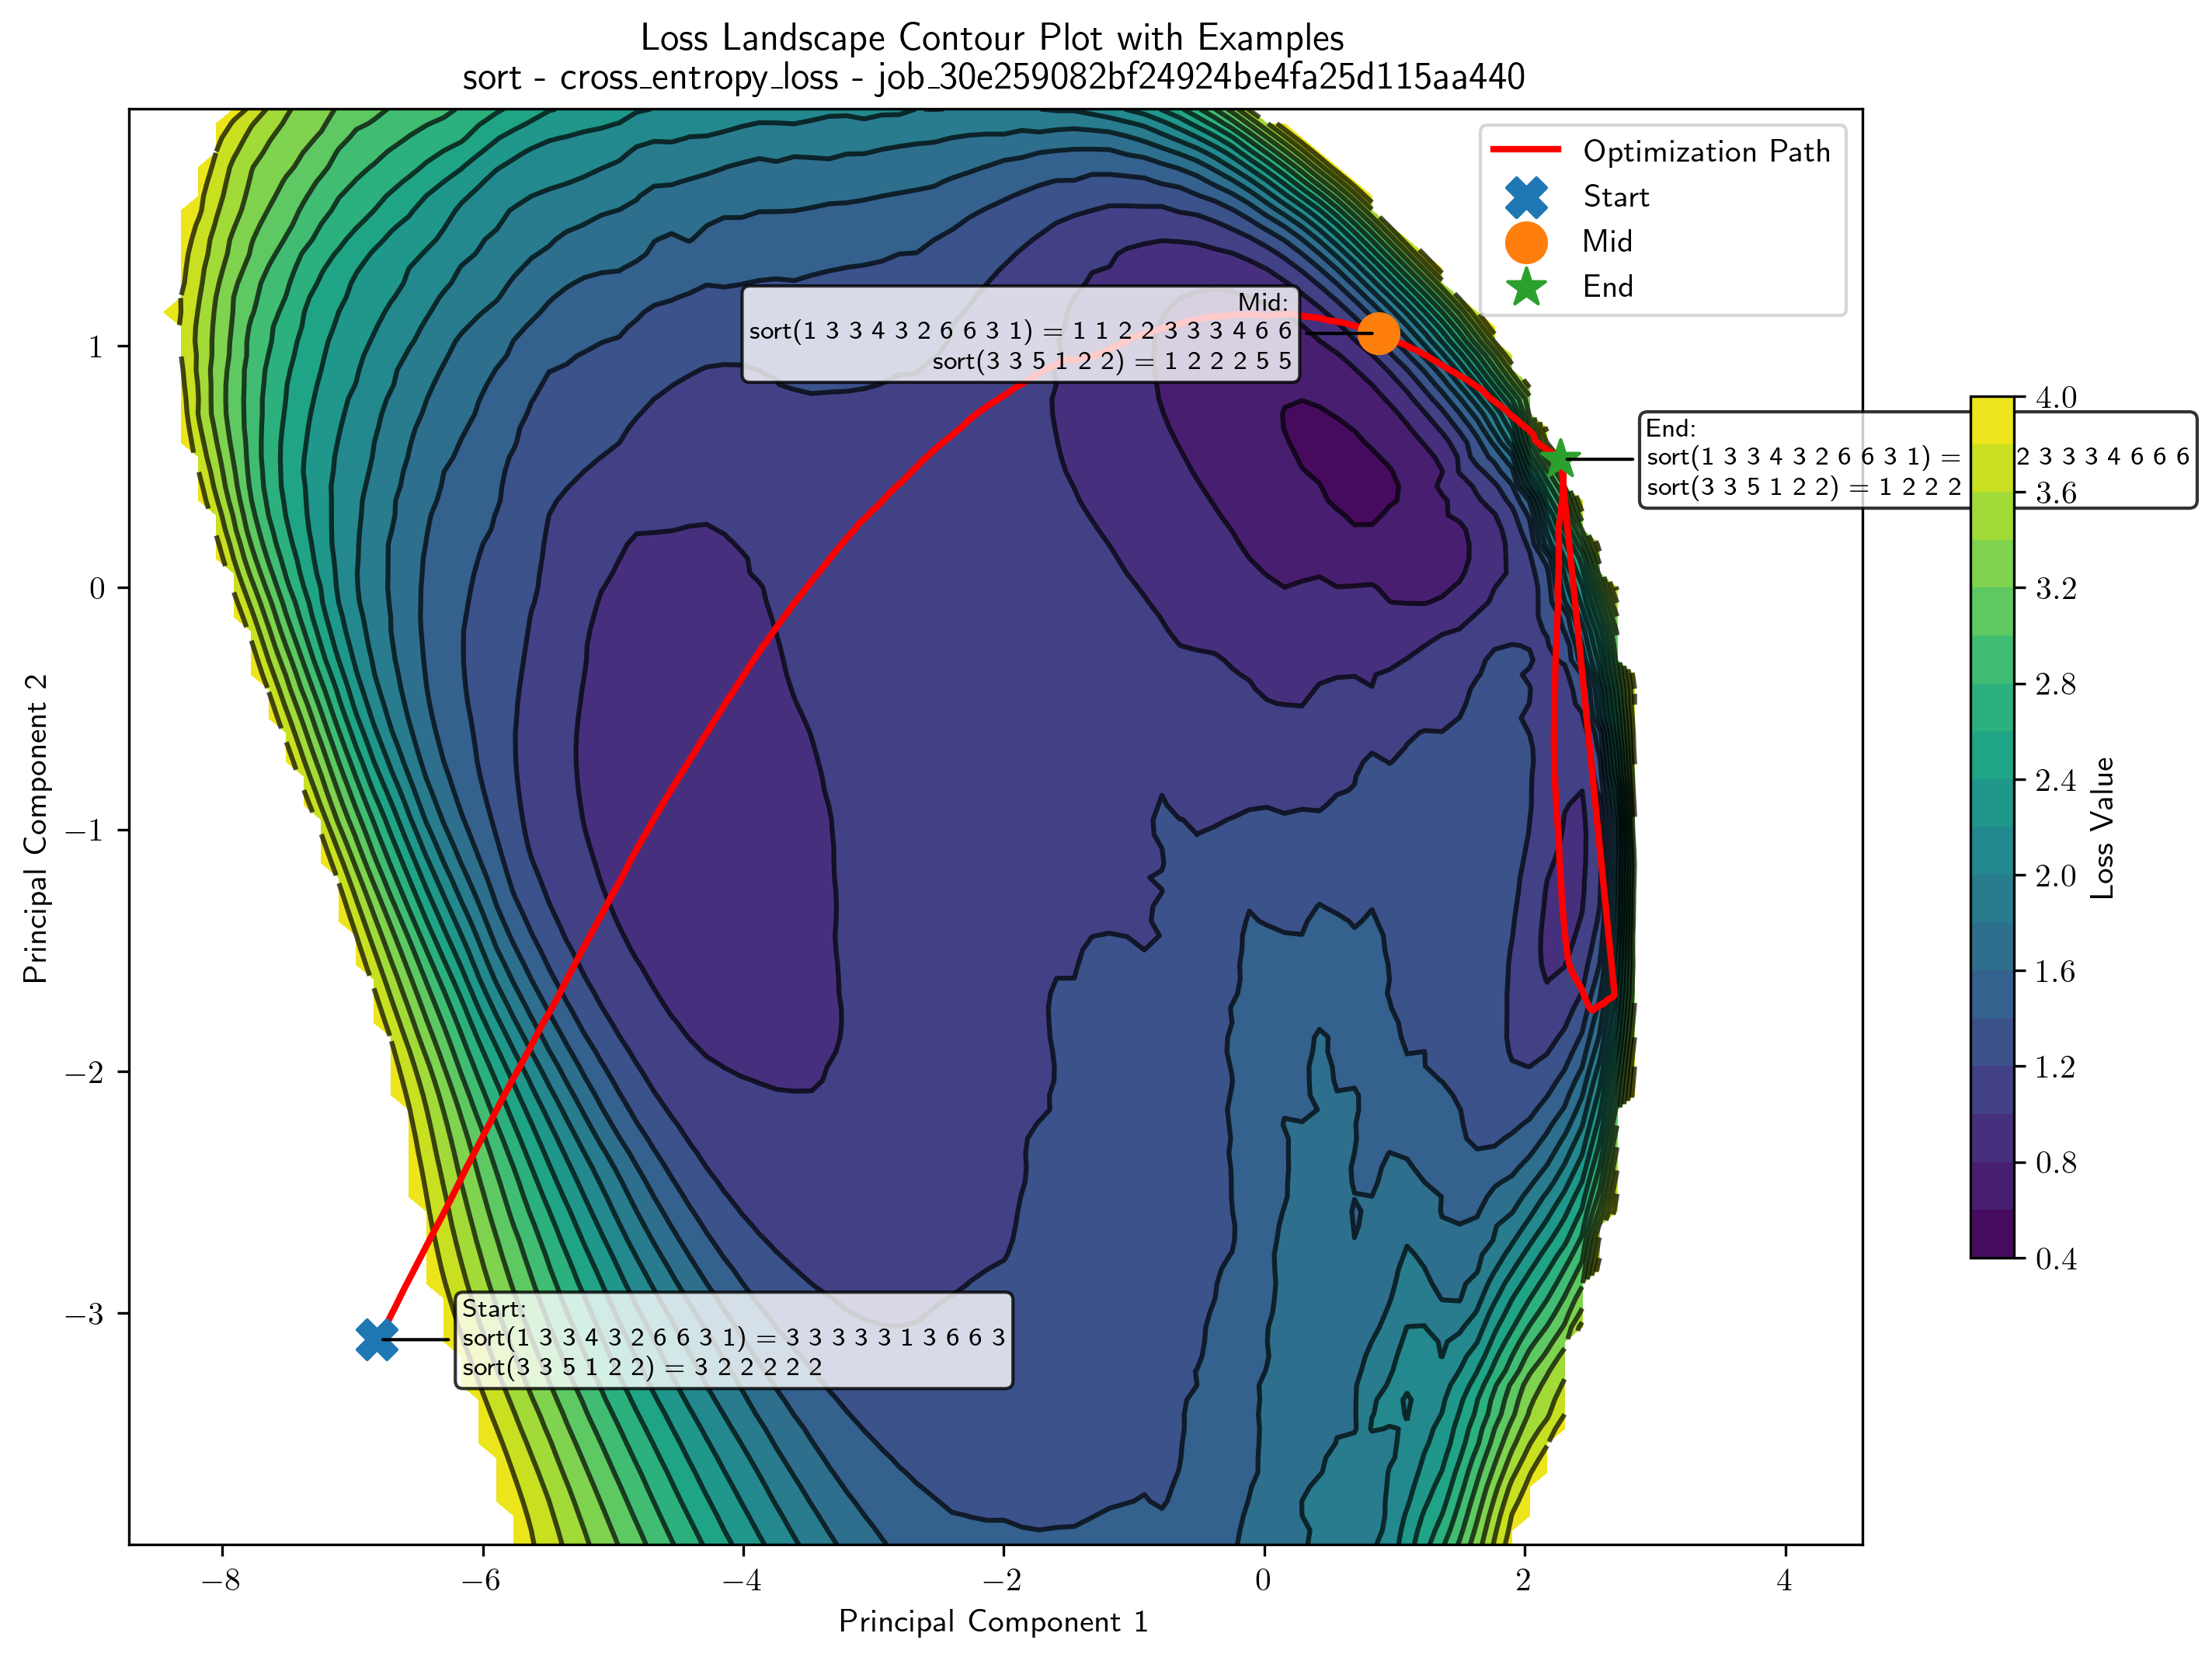 Loss Landscape Contour Plot with Examples
sort - cross_entropy_loss - job_30e259082bf24924be4fa25d115aa440
Optimization Path
Start
Mid
End
Mid:
sort(1 3 3 4 3 2 6 6 3 1) = 1 1 2 2 3 3 3 4 6 6
sort(3 3 5 1 2 2) = 1 2 2 2 5 5
End:
sort(1 3 3 4 3 2 6 6 3 1) = 2 3 3 3 4 6 6 6
sort(3 3 5 1 2 2) = 1 2 2 2
Start:
sort(1 3 3 4 3 2 6 6 3 1) = 3 3 3 3 3 1 3 6 6 3
sort(3 3 5 1 2 2) = 3 2 2 2 2 2
Principal Component 2
1
0
−1
−2
−3
−8
−6
−4
−2
0
2
4
Principal Component 1
4.0
3.6
3.2
2.8
2.4
2.0
1.6
1.2
0.8
0.4
Loss Value